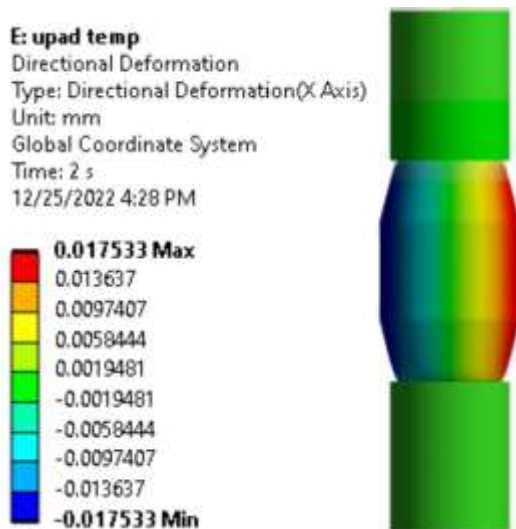 E: upad temp
Directional Deformation
Type: Directional Deformation(X Axis)
Unit: mm
Global Coordinate System
Time: 2 s
12/25/2022 4:28 PM
0.017533 Max
0.013637
0.0097407
0.0058444
0.0019481
-0.0019481
-0.0058444
-0.0097407
-0.013637
-0.017533 Min